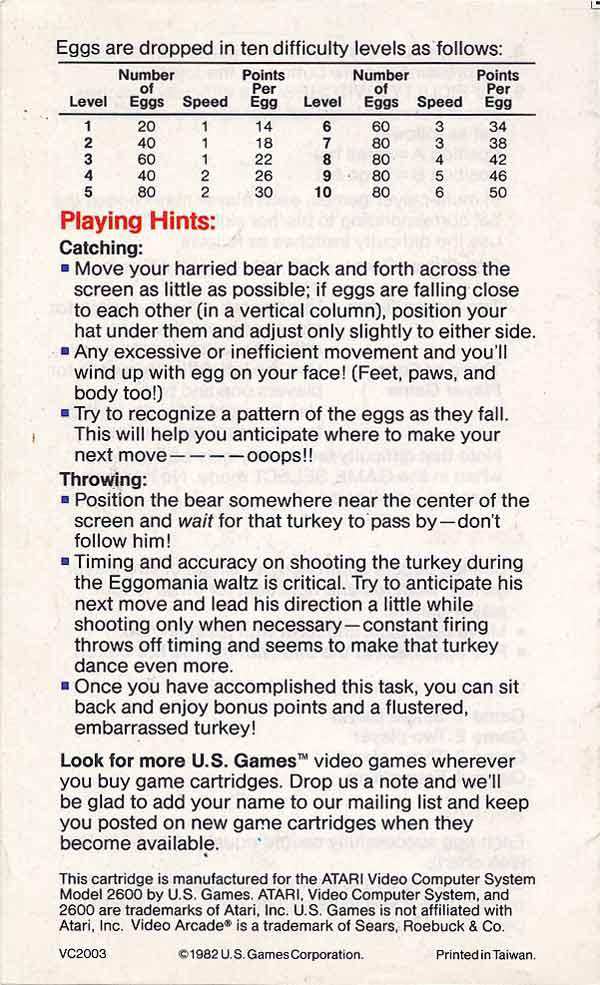 Eggs are dropped in ten difficulty levels as follows:
Number Points Number Points
of Per of Per
Level Eggs Speed Egg Level Eggs Speed Egg
1 20 1 14 6 60 3 34
2 40 1 18 7 80 3 38
3 60 1 22 8 80 4 42
4 40 2 26 9 80 5 46
5 80 2 30 10 80 6 50
Playing Hints:
Catching:
▪ Move your harried bear back and forth across the
screen as little as possible; if eggs are falling close
to each other (in a vertical column), position your
hat under them and adjust only slightly to either side.
▪ Any excessive or inefficient movement and you'll
wind up with egg on your face! (Feet, paws, and
body too!)
▪ Try to recognize a pattern of the eggs as they fall.
This will help you anticipate where to make your
next move — — — — ooops!!
Throwing:
▪ Position the bear somewhere near the center of the
screen and wait for that turkey to pass by—don't
follow him!
▪ Timing and accuracy on shooting the turkey during
the Eggomania waltz is critical. Try to anticipate his
next move and lead his direction a little while
shooting only when necessary—constant firing
throws off timing and seems to make that turkey
dance even more.
▪ Once you have accomplished this task, you can sit
back and enjoy bonus points and a flustered,
embarrassed turkey!
Look for more U.S. Games™ video games wherever
you buy game cartridges. Drop us a note and we'll
be glad to add your name to our mailing list and keep
you posted on new game cartridges when they
become available.
This cartridge is manufactured for the ATARI Video Computer System
Model 2600 by U.S. Games. ATARI, Video Computer System, and
2600 are trademarks of Atari, Inc. U.S. Games is not affiliated with
Atari, Inc. Video Arcade® is a trademark of Sears, Roebuck & Co.
VC2003 ©1982 U.S. Games Corporation. Printed in Taiwan.